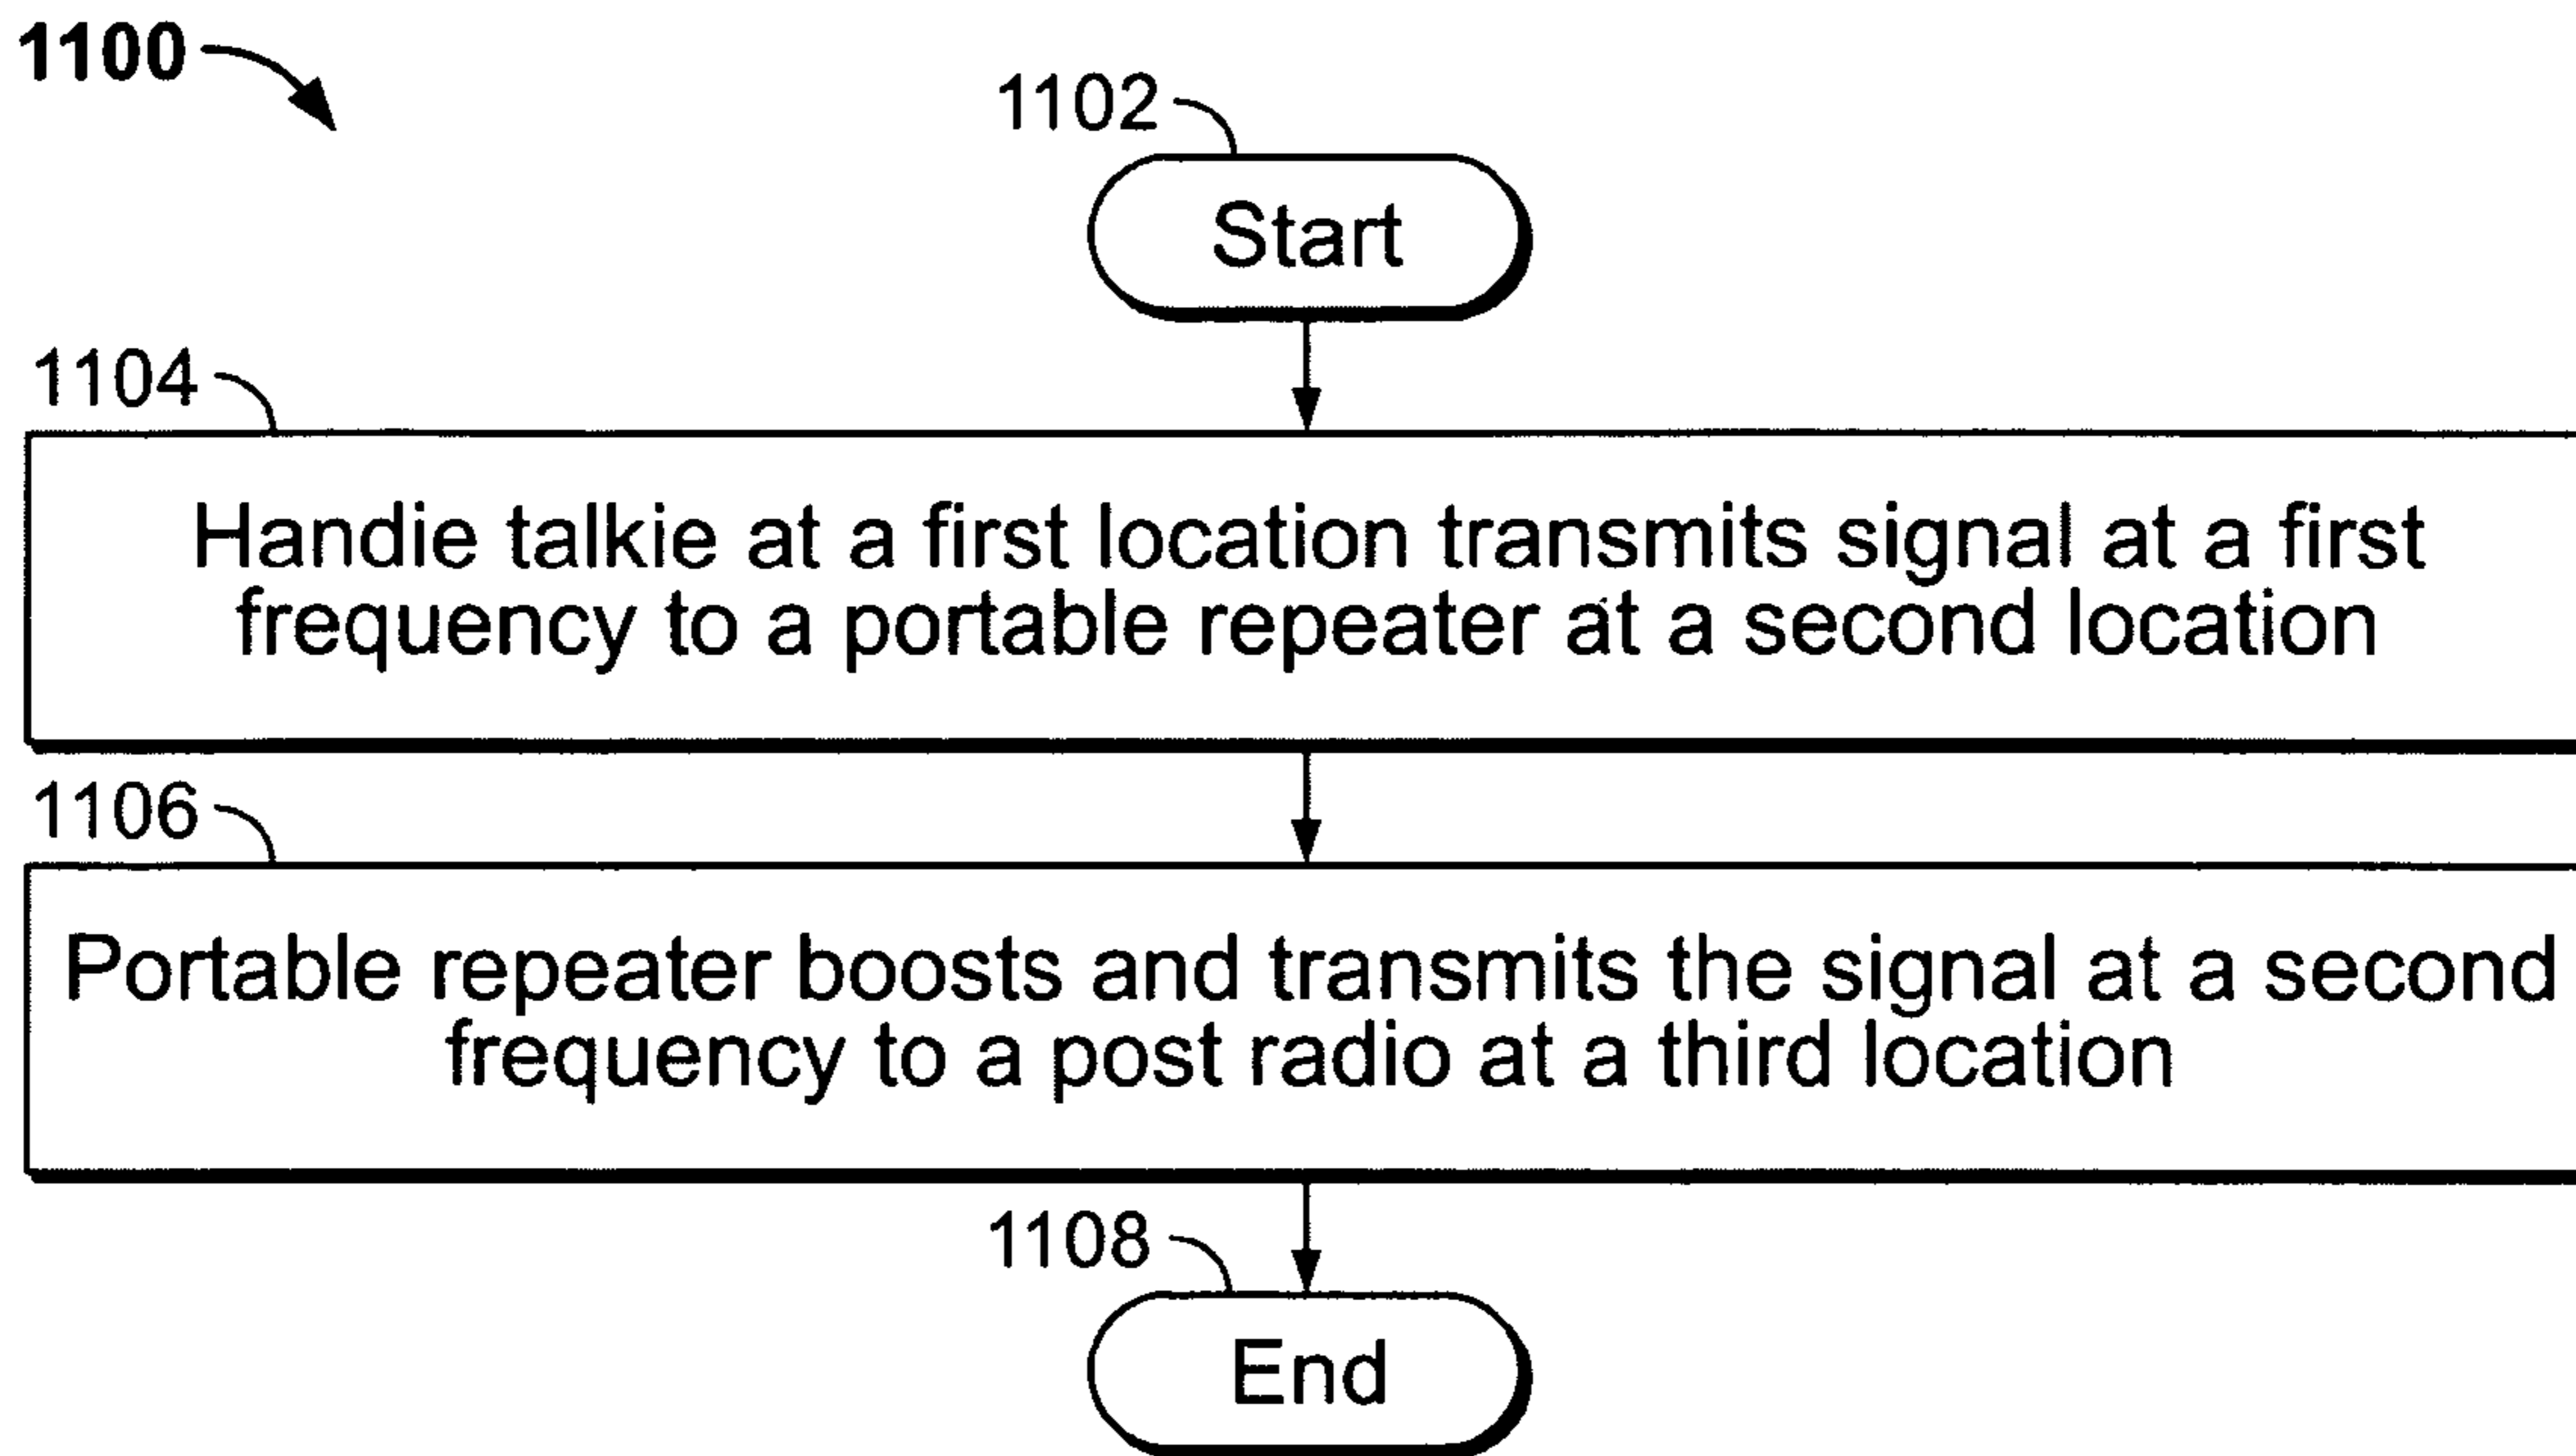 1100
1102
Start
1104
Handie talkie at a first location transmits signal at a first
frequency to a portable repeater at a second location
1106
Portable repeater boosts and transmits the signal at a second
frequency to a post radio at a third location
1108
End